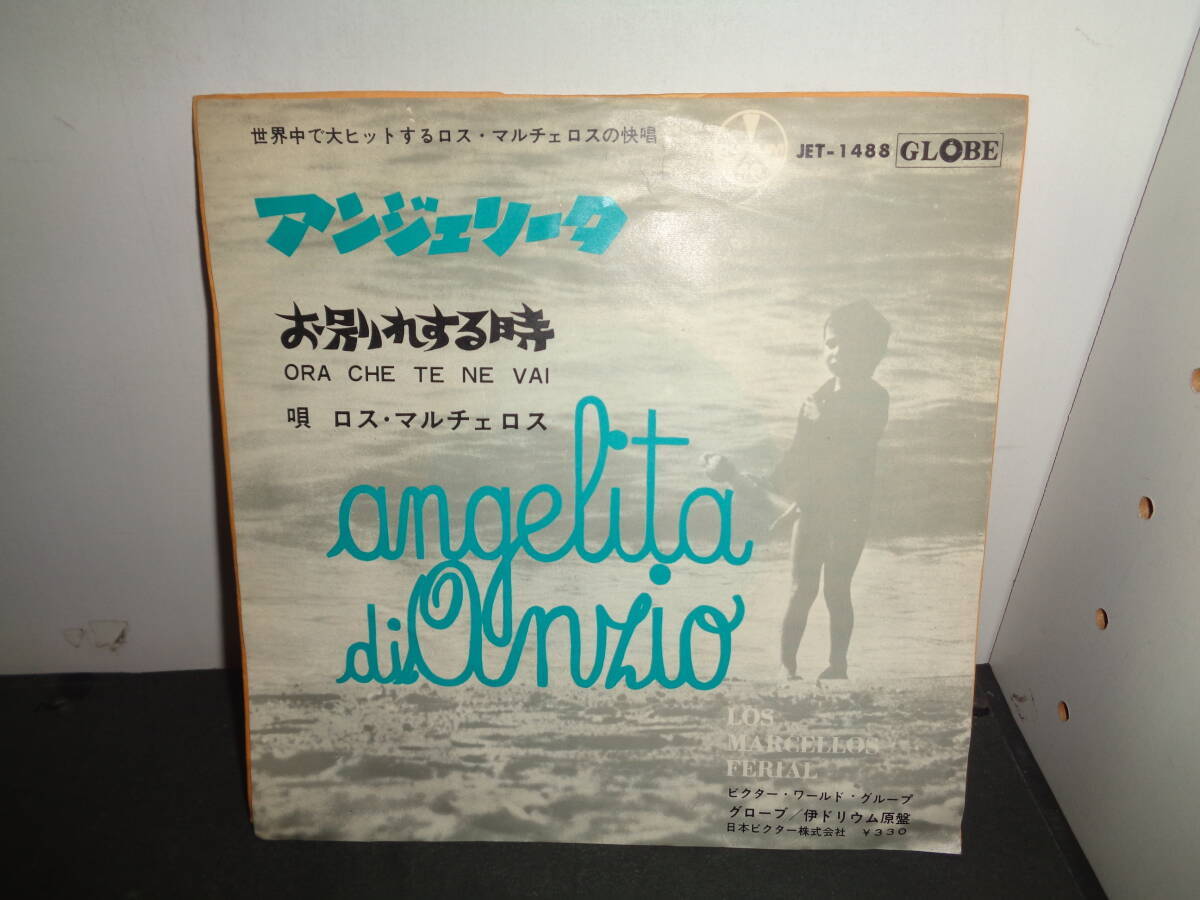 世界中で大ヒットするロス・マルチェロスの快唱
JET-1488 GLOBE
アンジェリータ
お別れする時
ORA CHE TE NE VAI
唄 ロス・マルチェロス
angelita
di Anzio
LOS
MARCELLOS
FERIAL
ビクター・ワールド・グループ
グローブ/伊ドリウム原盤
日本ビクター株式会社 ¥330